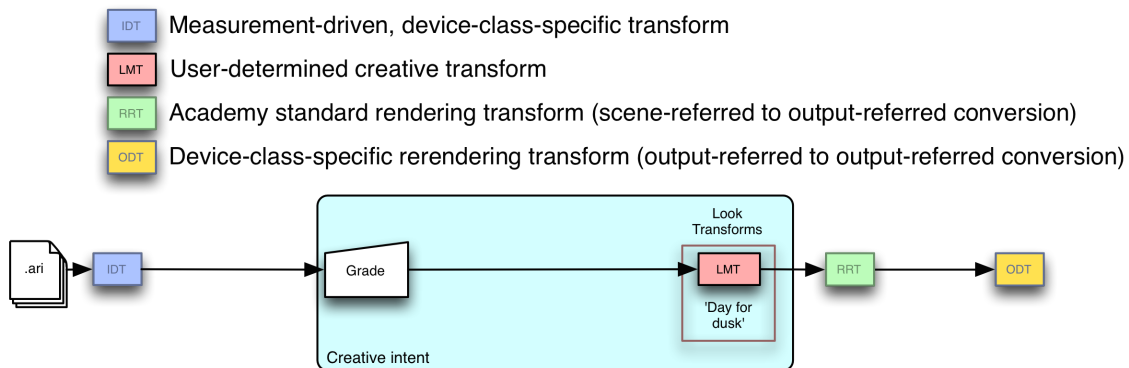 IDT Measurement-driven, device-class-specific transform
LMT User-determined creative transform
RRT Academy standard rendering transform (scene-referred to output-referred conversion)
ODT Device-class-specific rerendering transform (output-referred to output-referred conversion)
Look
Transforms
.ari
IDT
Grade
LMT
RRT
ODT
'Day for
dusk'
Creative intent